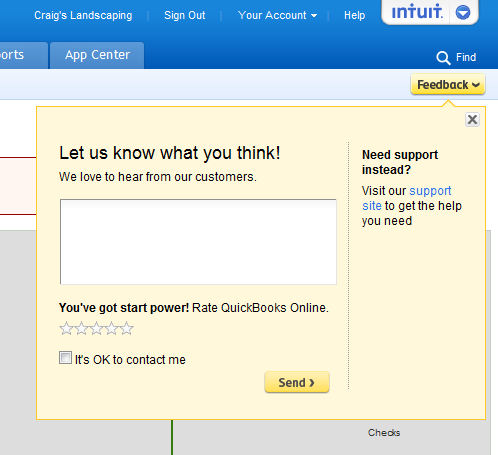 Craig's Landscaping
Sign Out
Your Account
Help
intuit.
orts
App Center
Find
Feedback
Let us know what you think!
We love to hear from our customers.
You've got start power! Rate QuickBooks Online.
It's OK to contact me
Send
Need support
instead?
Visit our support
site to get the help
you need
Checks